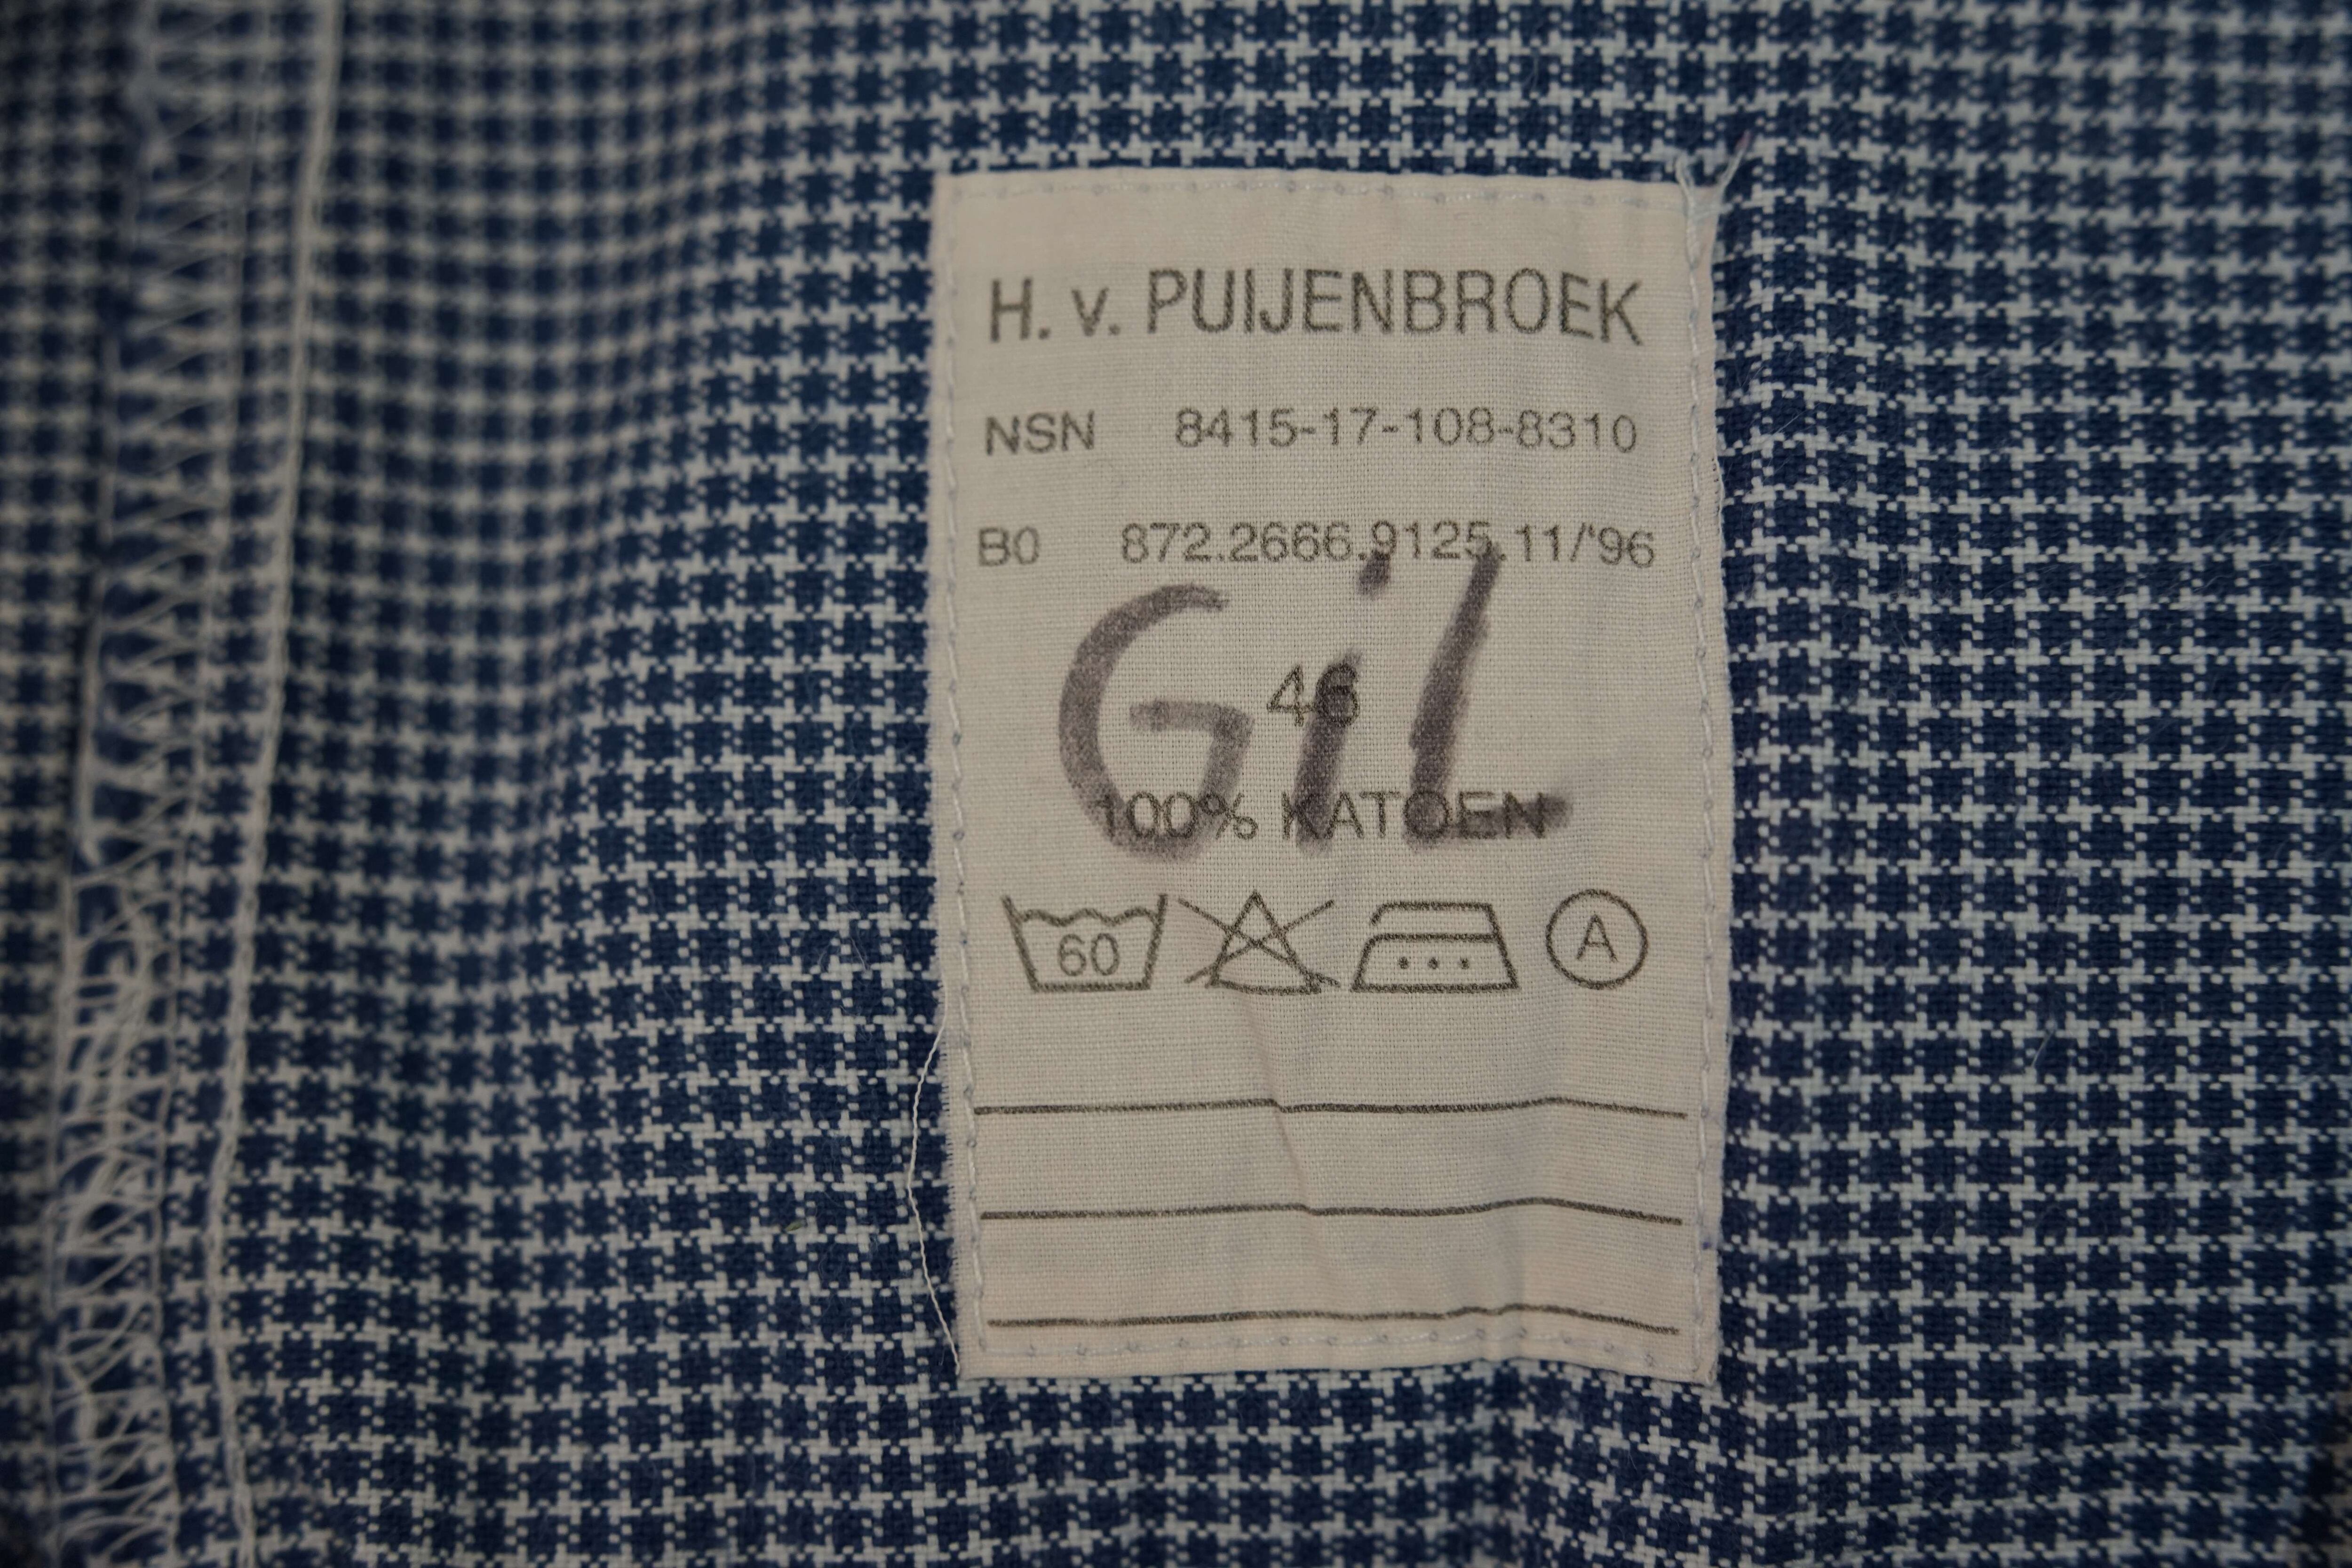 H. v. PUIJENBROEK
NSN 8415-17-108-8310
B0 872.2666.9125.11/'96
GiL
46
100% KATOEN
60 A